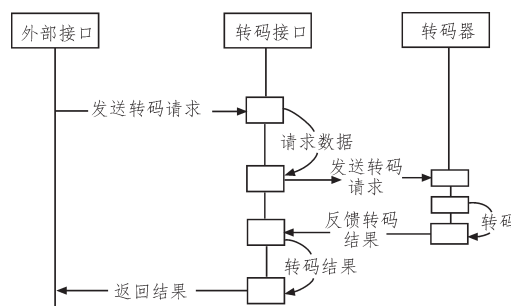 外部接口
转码接口
转码器
发送转码请求
请求数据
发送转码
请求
转码
反馈转码
结果
转码结果
返回结果